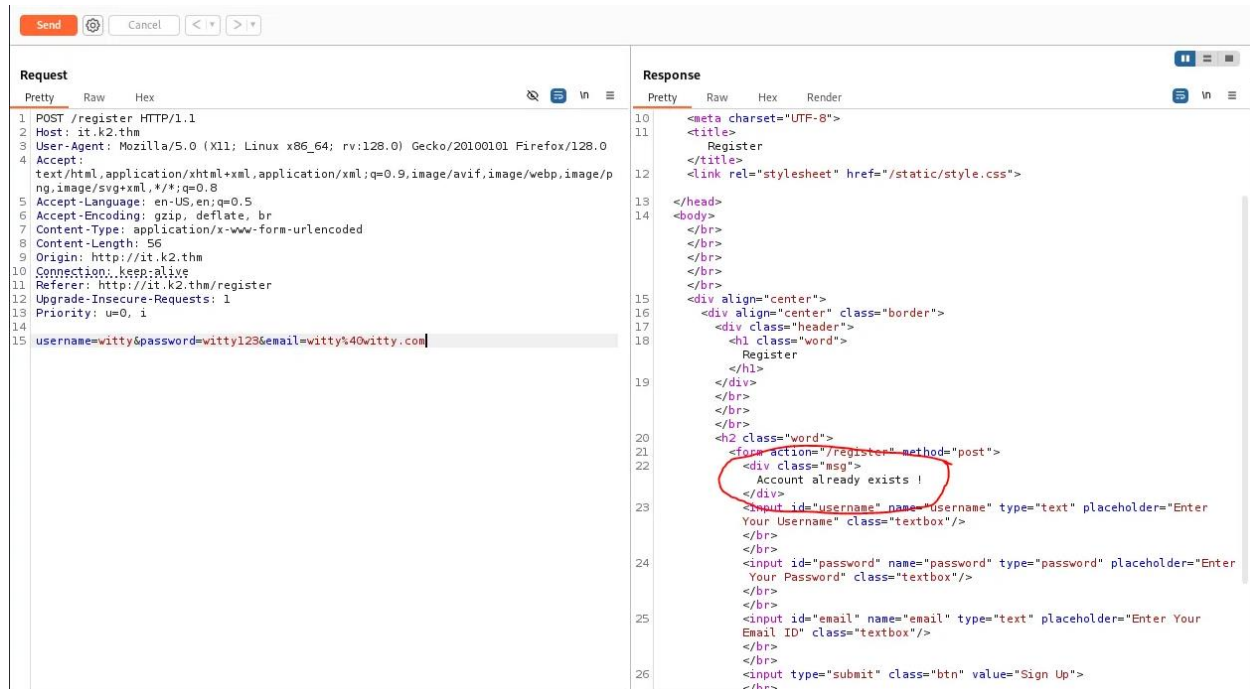 Send
Cancel
< >
Request
Pretty Raw Hex
\n
1 POST /register HTTP/1.1
2 Host: it.k2.thm
3 User-Agent: Mozilla/5.0 (X11; Linux x86_64; rv:128.0) Gecko/20100101 Firefox/128.0
4 Accept:
text/html,application/xhtml+xml,application/xml;q=0.9,image/avif,image/webp,image/p
ng,image/svg+xml,*/*;q=0.8
5 Accept-Language: en-US,en;q=0.5
6 Accept-Encoding: gzip, deflate, br
7 Content-Type: application/x-www-form-urlencoded
8 Content-Length: 56
9 Origin: http://it.k2.thm
10 Connection: keep-alive
11 Referer: http://it.k2.thm/register
12 Upgrade-Insecure-Requests: 1
13 Priority: u=0, i
14
15 username=witty&password=witty123&email=witty%40witty.com
Response
Pretty Raw Hex Render
\n
10 <meta charset="UTF-8">
11 <title>
Register
</title>
12 <link rel="stylesheet" href="/static/style.css">
13 </head>
14 <body>
</br>
</br>
</br>
</br>
</br>
15 <div align="center">
16 <div align="center" class="border">
17 <div class="header">
18 <h1 class="word">
Register
</h1>
19 </div>
</br>
</br>
</br>
20 <h2 class="word">
21 <form action="/register" method="post">
22 <div class="msg">
Account already exists !
</div>
23 <input id="username" name="username" type="text" placeholder="Enter
Your Username" class="textbox"/>
</br>
</br>
24 <input id="password" name="password" type="password" placeholder="Enter
Your Password" class="textbox"/>
</br>
</br>
25 <input id="email" name="email" type="text" placeholder="Enter Your
Email ID" class="textbox"/>
</br>
</br>
26 <input type="submit" class="btn" value="Sign Up">
</br>